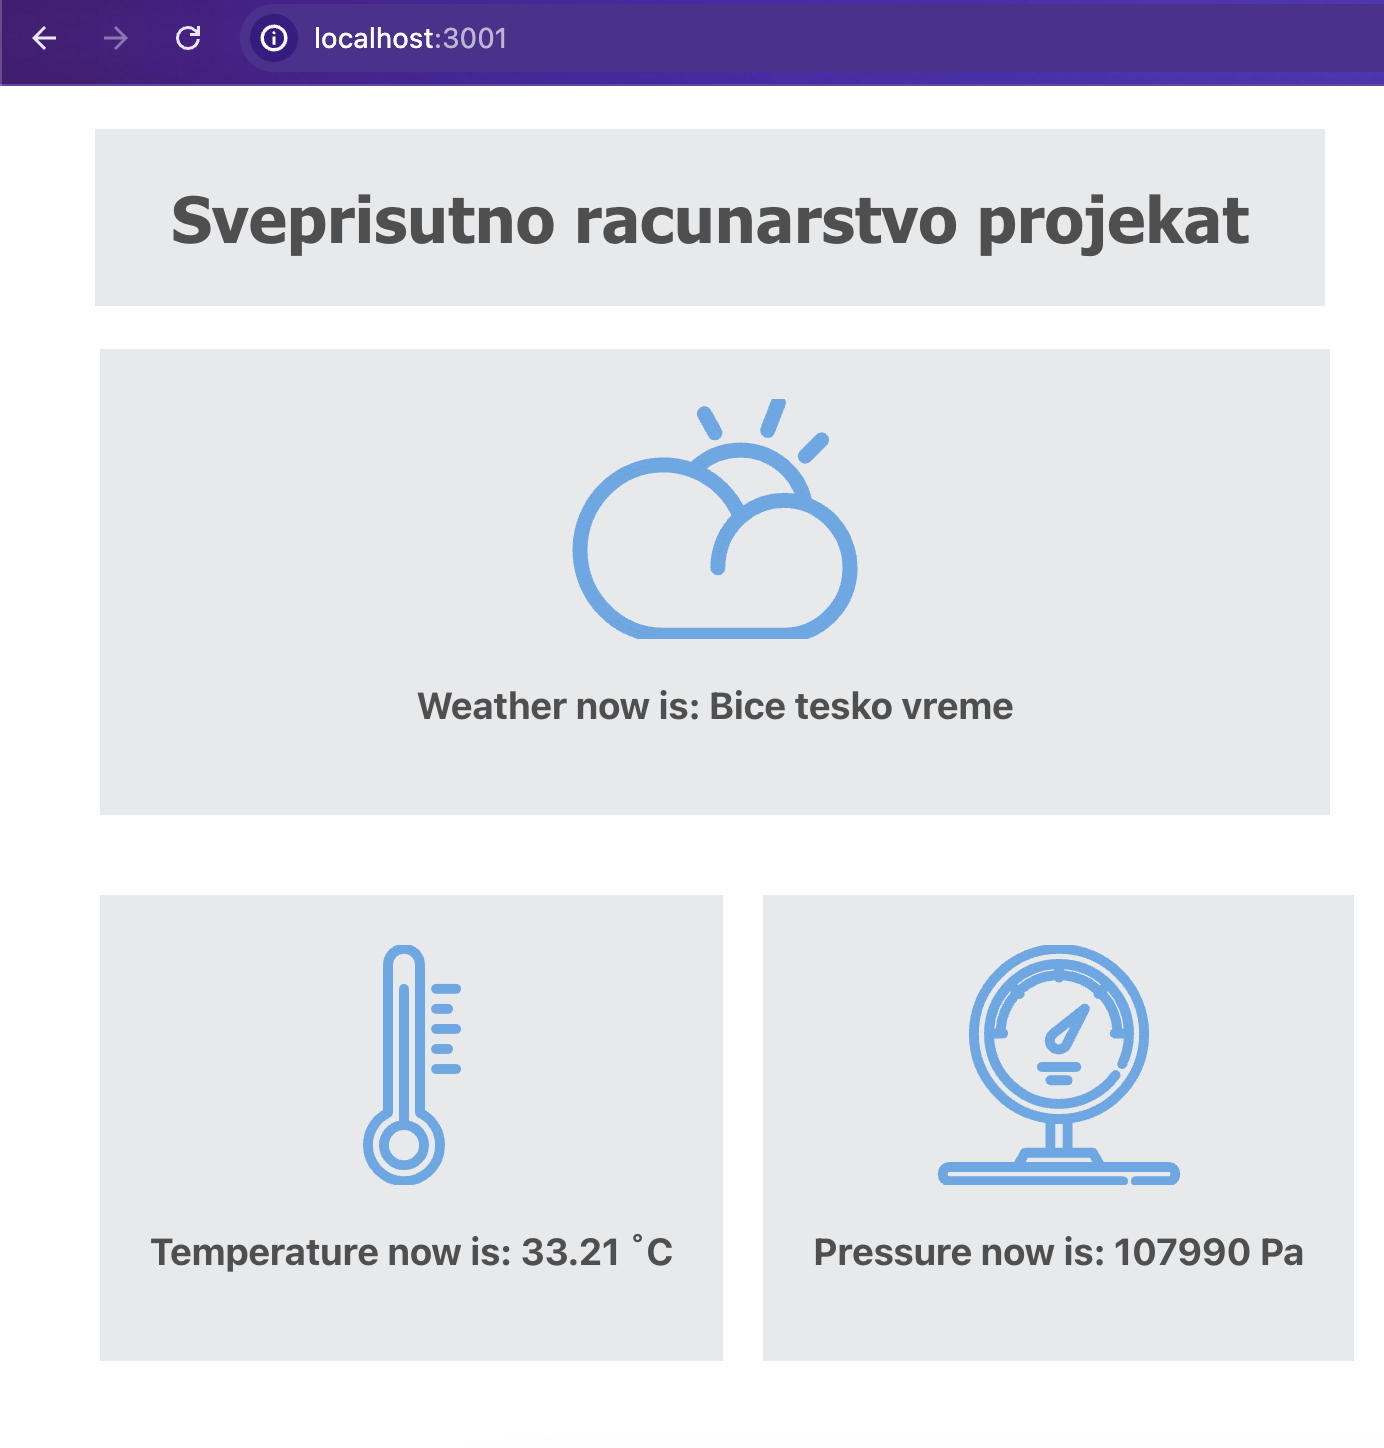 localhost:3001
Sveprisutno racunarstvo projekat
Weather now is: Bice tesko vreme
Temperature now is: 33.21 ˚C
Pressure now is: 107990 Pa